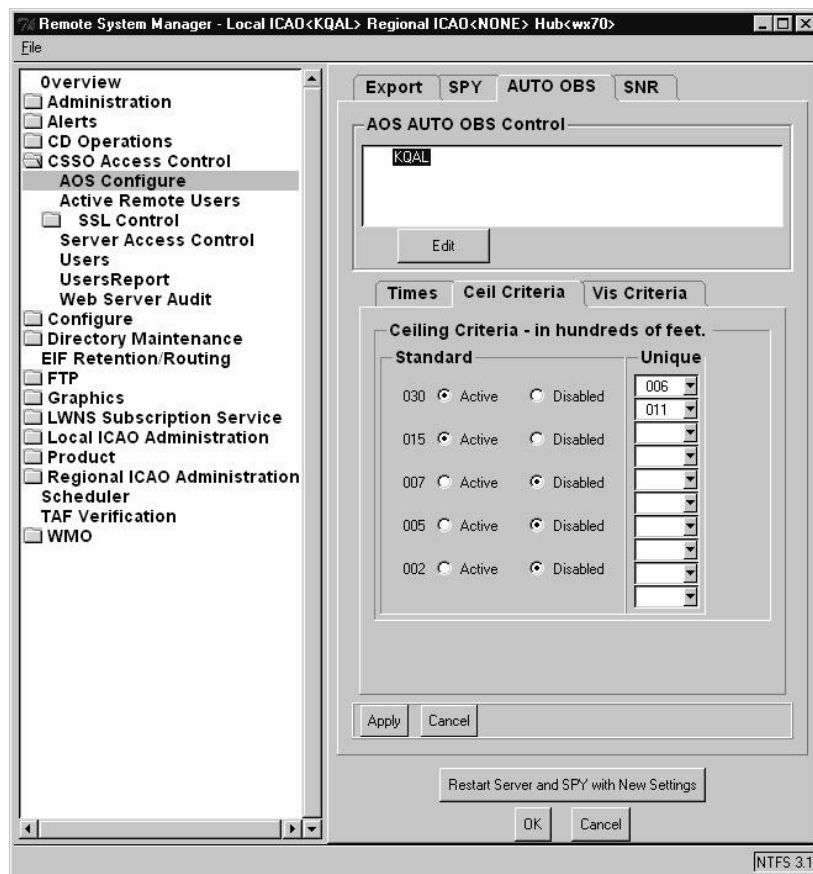 Remote System Manager - Local ICAO<KQAL> Regional ICAO<NONE> Hub<wx70>
File
Overview
Administration
Alerts
CD Operations
CSSO Access Control
AOS Configure
Active Remote Users
SSL Control
Server Access Control
Users
UsersReport
Web Server Audit
Configure
Directory Maintenance
EIF Retention/Routing
FTP
Graphics
LWNS Subscription Service
Local ICAO Administration
Product
Regional ICAO Administration
Scheduler
TAF Verification
WMO
Export SPY AUTO OBS SNR
AOS AUTO OBS Control
KQAL
Edit
Times Ceil Criteria Vis Criteria
Ceiling Criteria - in hundreds of feet.
Standard Unique
006
030 Active Disabled
011
015 Active Disabled
007 Active Disabled
005 Active Disabled
002 Active Disabled
Apply Cancel
Restart Server and SPY with New Settings
OK Cancel
NTFS 3.1